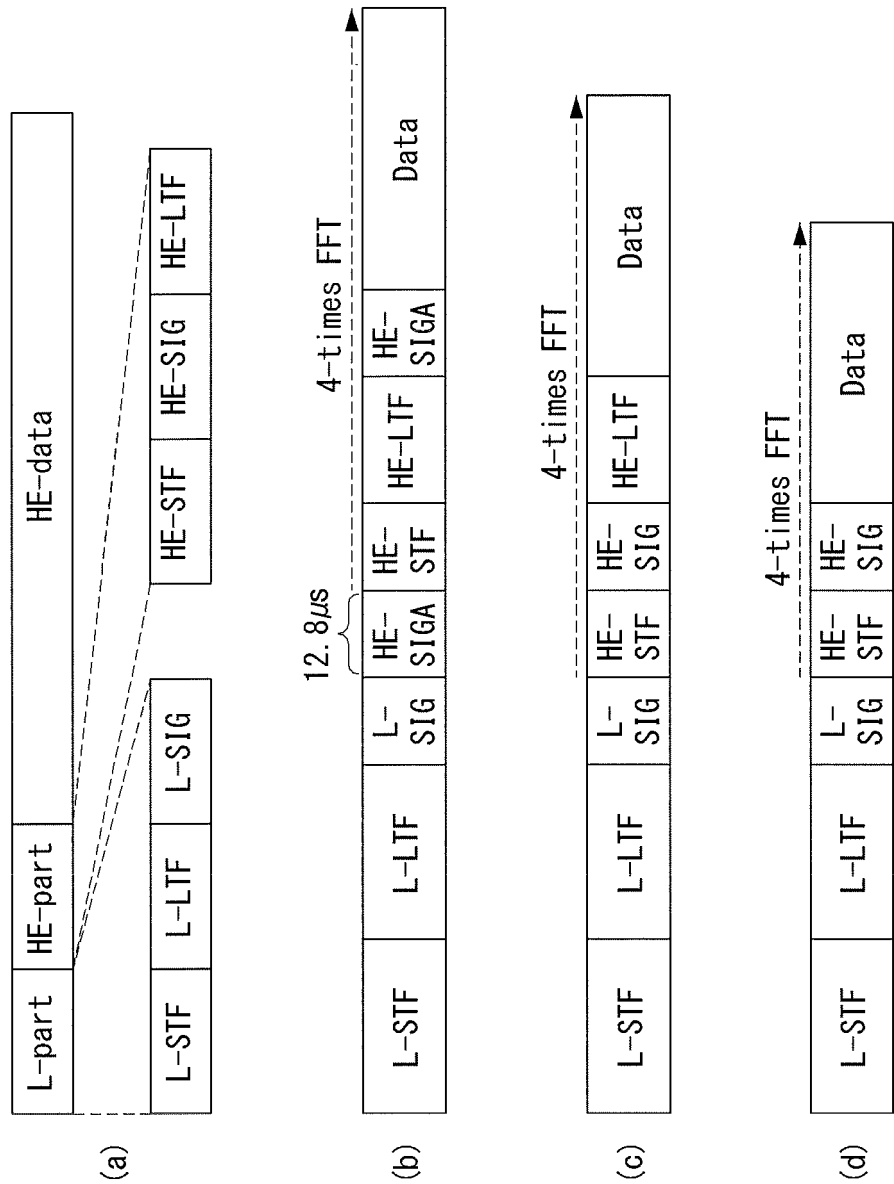 (a)
L-part HE-part HE-data
L-STF L-LTF L-SIG HE-STF HE-SIG HE-LTF
(b)
12.8μs 4-times FFT
L-STF L-LTF L-SIG HE-SIGA HE-STF HE-LTF HE-SIGA Data
(c)
4-times FFT
L-STF L-LTF L-SIG HE-STF HE-SIG HE-LTF Data
(d)
4-times FFT
L-STF L-LTF L-SIG HE-STF HE-SIG Data